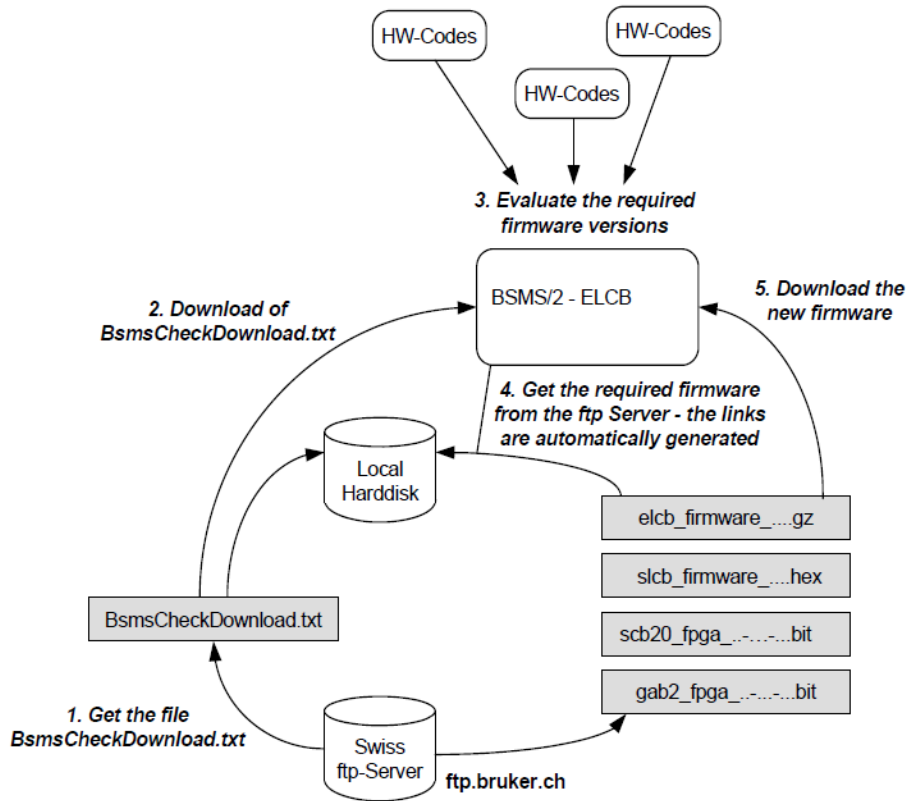 HW-Codes
HW-Codes
HW-Codes
3. Evaluate the required
firmware versions
BSMS/2 - ELCB
2. Download of
BsmsCheckDownload.txt
5. Download the
new firmware
4. Get the required firmware
from the ftp Server - the links
are automatically generated
Local
Harddisk
elcb_firmware_....gz
slcb_firmware_....hex
scb20_fpga_..-...-...bit
gab2_fpga_..-...-...bit
BsmsCheckDownload.txt
1. Get the file
BsmsCheckDownload.txt
Swiss
ftp-Server
ftp.bruker.ch